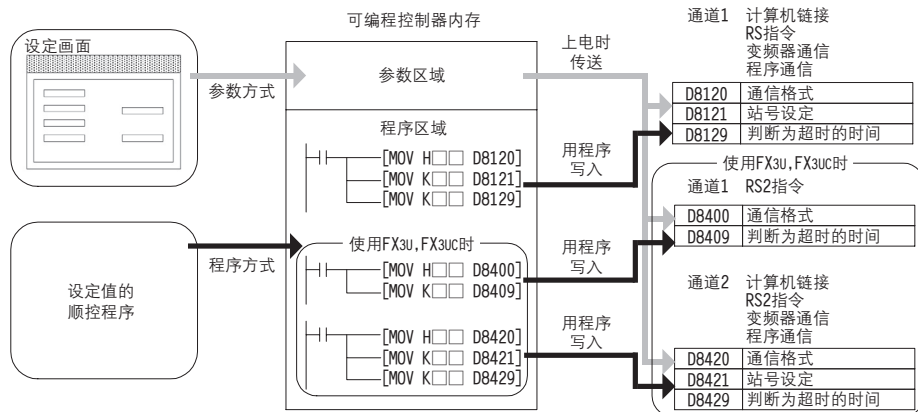 设定画面
参数方式
设定值的
顺控程序
程序方式
可编程控制器内存
参数区域
程序区域
[MOV H□□ D8120]
[MOV K□□ D8121]
[MOV K□□ D8129]
使用FX3U,FX3UC时
[MOV H□□ D8400]
[MOV K□□ D8409]
[MOV H□□ D8420]
[MOV K□□ D8421]
[MOV K□□ D8429]
上电时
传送
用程序
写入
用程序
写入
用程序
写入
通道1 计算机链接
RS指令
变频器通信
程序通信
D8120 通信格式
D8121 站号设定
D8129 判断为超时的时间
使用FX3U,FX3UC时
通道1 RS2指令
D8400 通信格式
D8409 判断为超时的时间
通道2 计算机链接
RS2指令
变频器通信
程序通信
D8420 通信格式
D8421 站号设定
D8429 判断为超时的时间